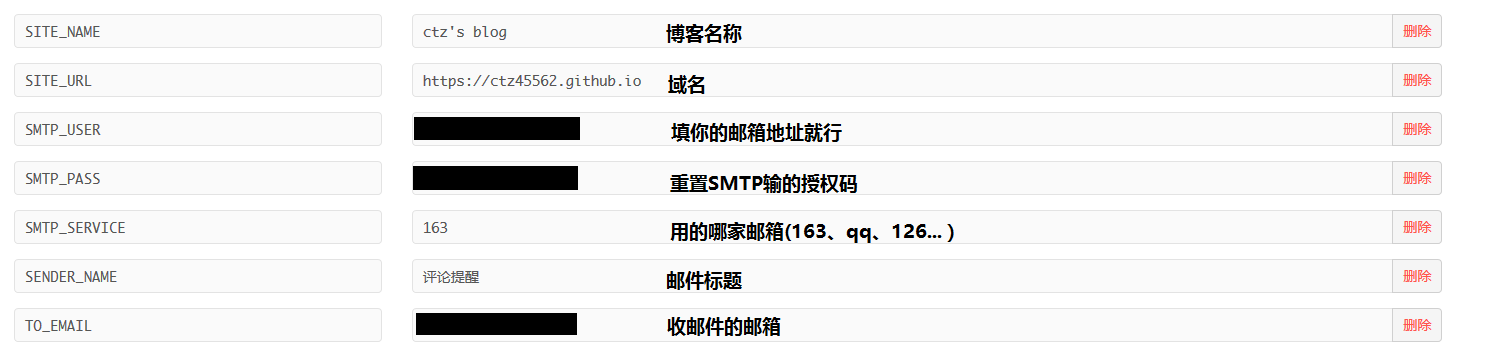 SITE_NAME ctz's blog 博客名称 删除
SITE_URL https://ctz45562.github.io 域名 删除
SMTP_USER 填你的邮箱地址就行 删除
SMTP_PASS 重置SMTP输的授权码 删除
SMTP_SERVICE 163 用的哪家邮箱(163、qq、126... ) 删除
SENDER_NAME 评论提醒 邮件标题 删除
TO_EMAIL 收邮件的邮箱 删除